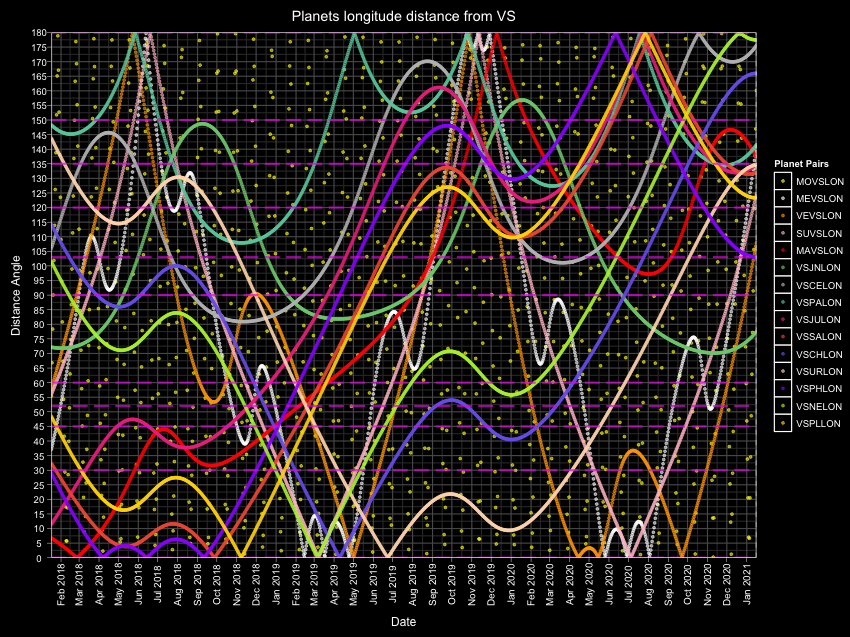 Planets longitude distance from VS
Distance Angle
180
175
170
165
160
155
150
145
140
135
130
125
120
115
110
105
100
95
90
85
80
75
70
65
60
55
50
45
40
35
30
25
20
15
10
5
0
Feb 2018
Mar 2018
Apr 2018
May 2018
Jun 2018
Jul 2018
Aug 2018
Sep 2018
Oct 2018
Nov 2018
Dec 2018
Jan 2019
Feb 2019
Mar 2019
Apr 2019
May 2019
Jun 2019
Jul 2019
Aug 2019
Sep 2019
Oct 2019
Nov 2019
Dec 2019
Jan 2020
Feb 2020
Mar 2020
Apr 2020
May 2020
Jun 2020
Jul 2020
Aug 2020
Sep 2020
Oct 2020
Nov 2020
Dec 2020
Jan 2021
Date
Planet Pairs
MOVSLON
MEVSLON
VEVSLON
SUVSLON
MAVSLON
VSJNLON
VSCELON
VSPALON
VSJULON
VSSALON
VSCHLON
VSURLON
VSPHLON
VSNELON
VSPLLON